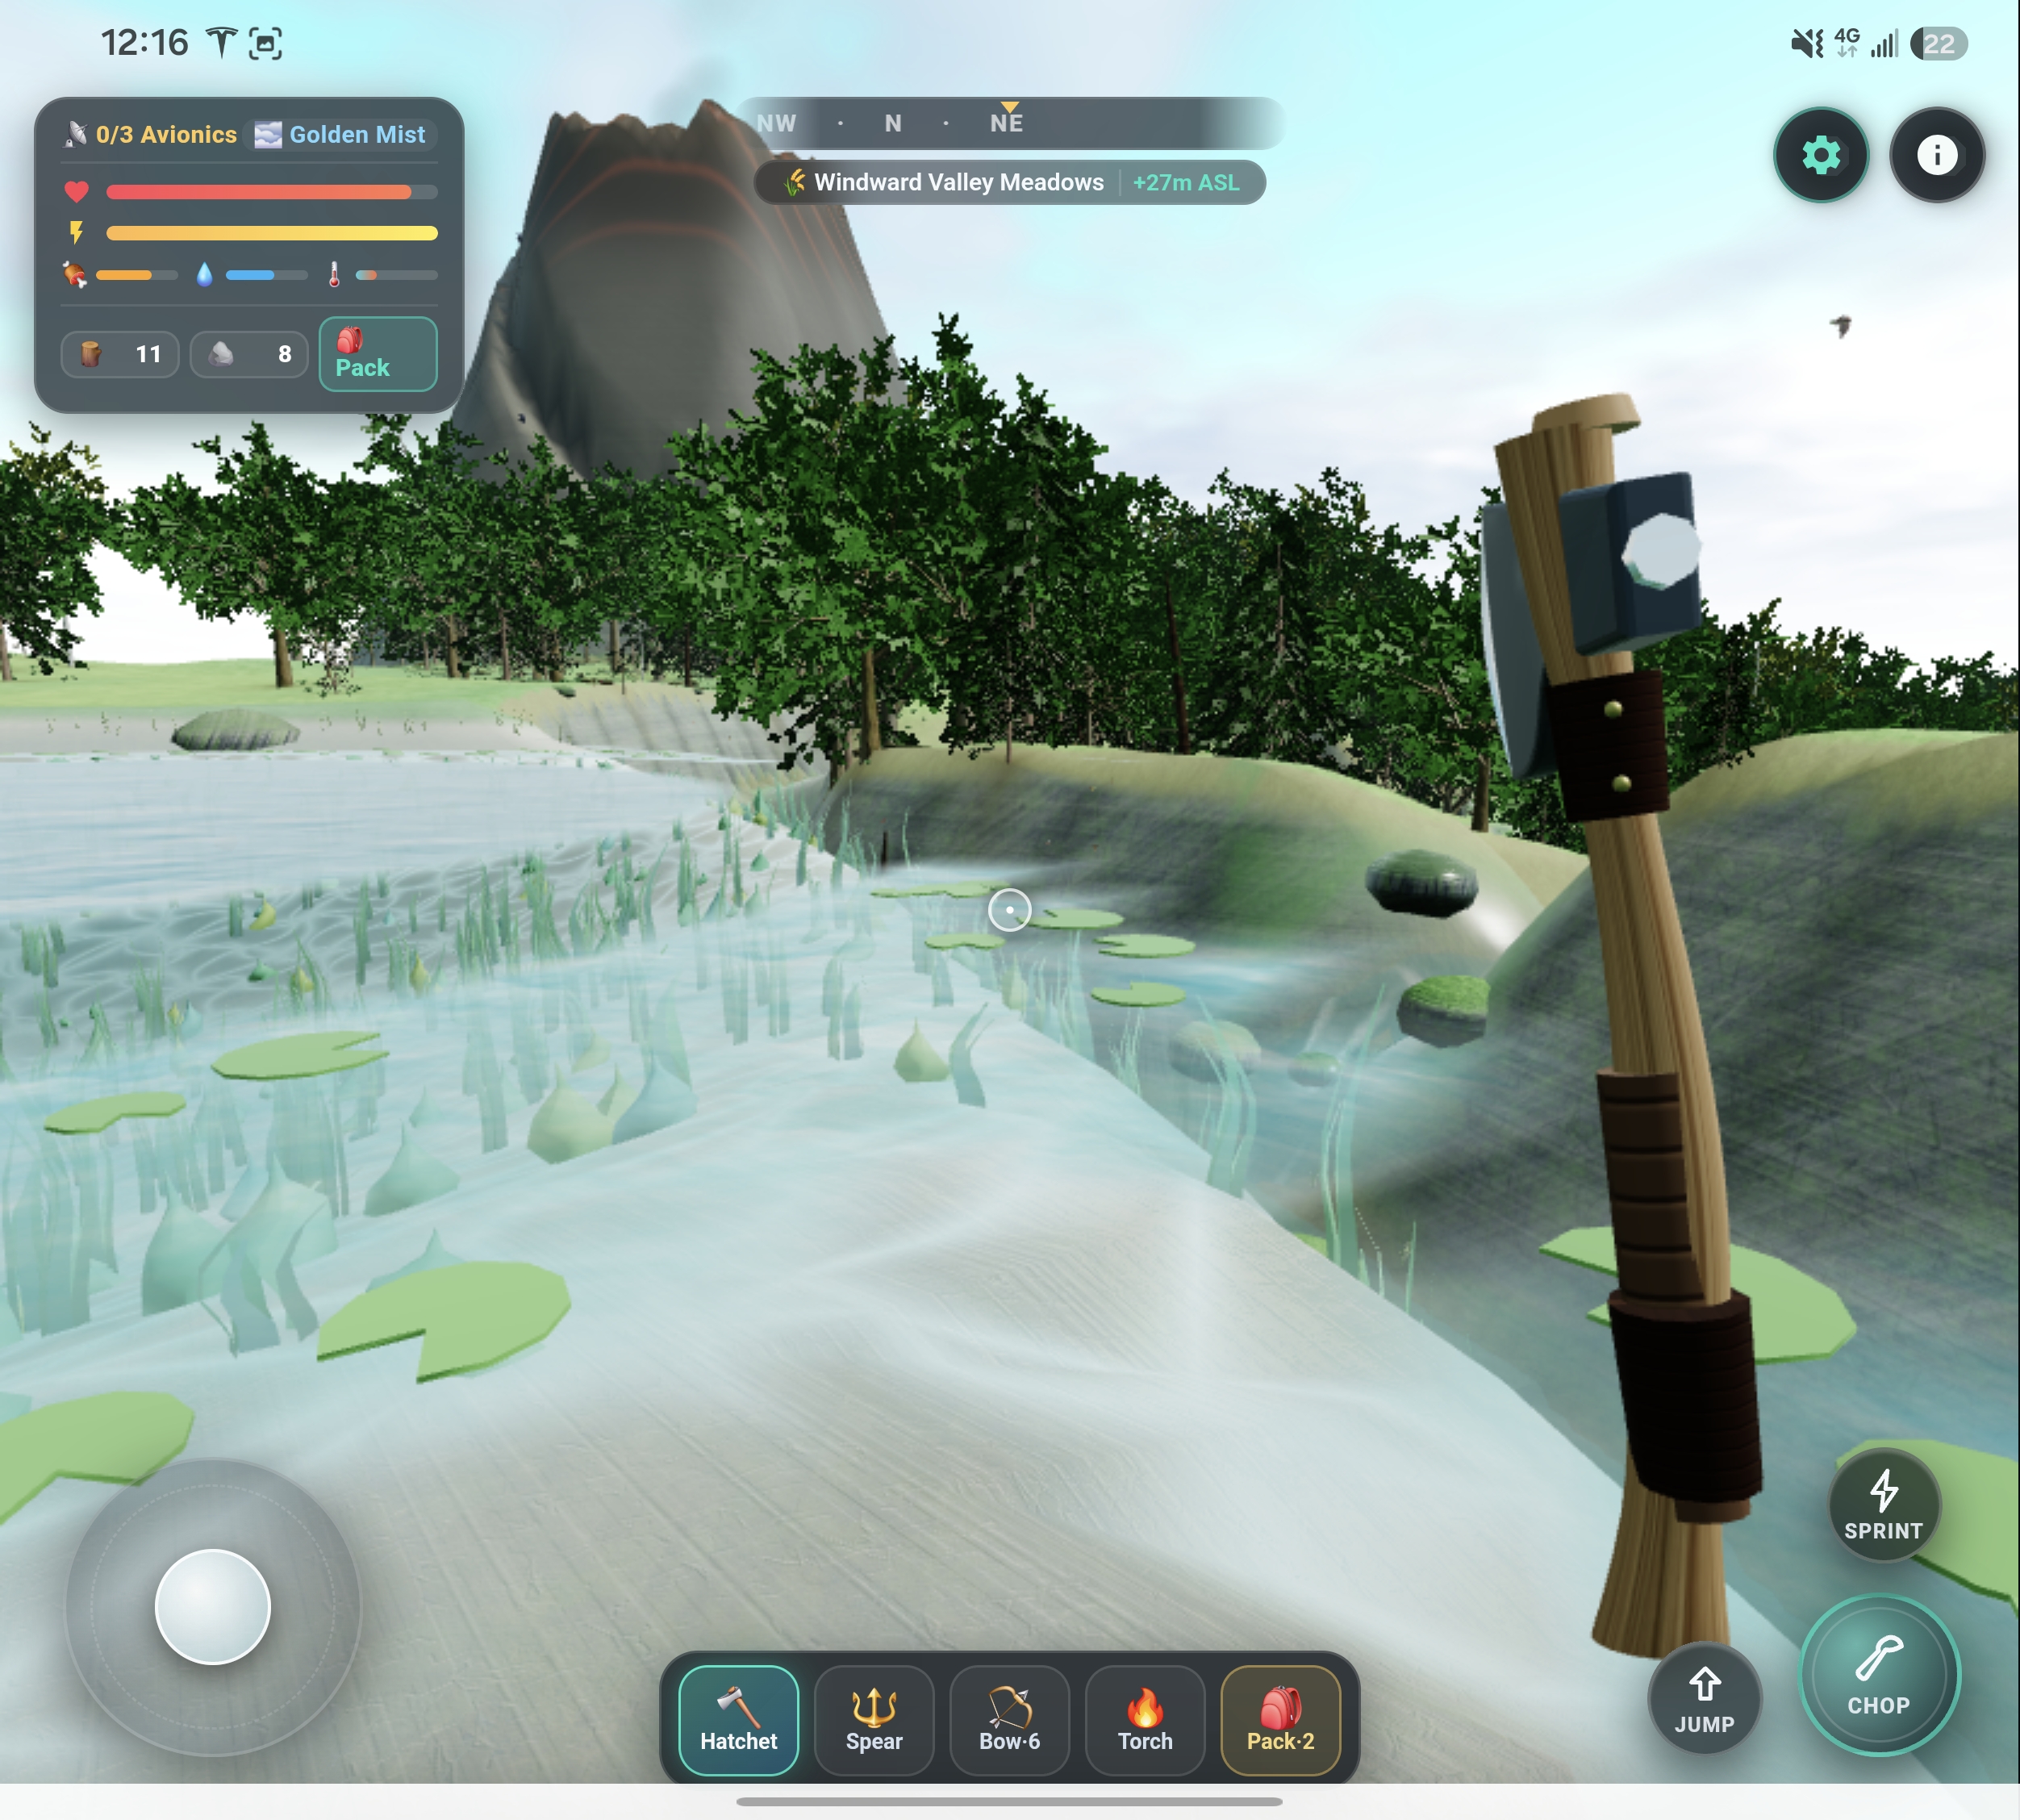 12:16
4G
22
0/3 Avionics
Golden Mist
11
8
Pack
NW · N · NE
Windward Valley Meadows +27m ASL
SPRINT
CHOP
JUMP
Hatchet
Spear
Bow·6
Torch
Pack·2